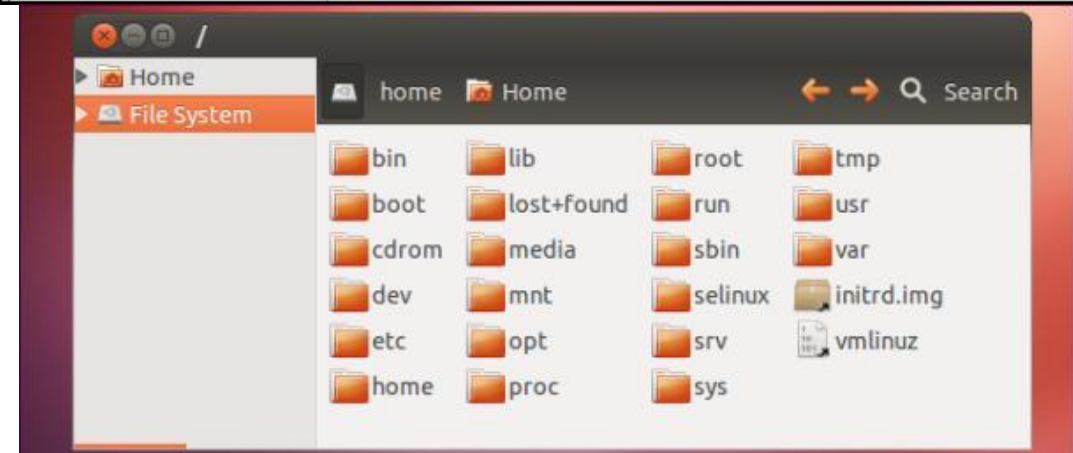 /
Home
File System
home Home Search
bin lib root tmp
boot lost+found run usr
cdrom media sbin var
dev mnt selinux initrd.img
etc opt srv vmlinuz
home proc sys